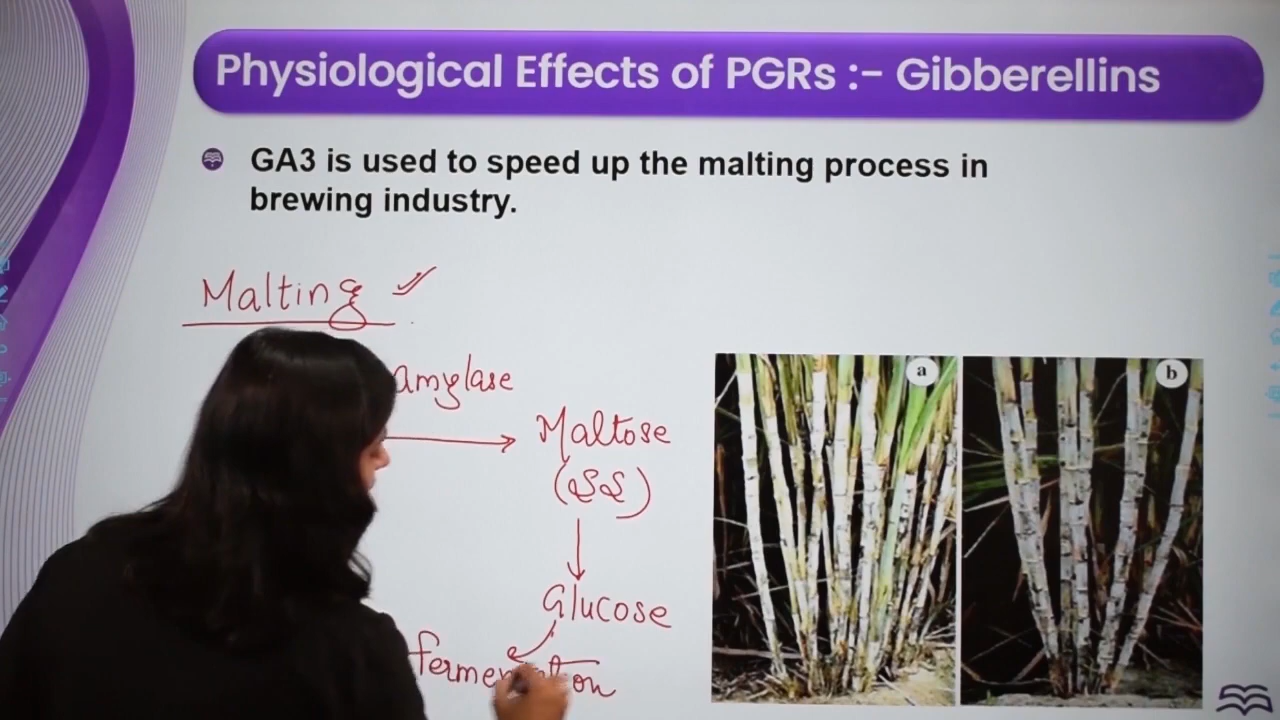 Physiological Effects of PGRs :- Gibberellins
GA3 is used to speed up the malting process in
brewing industry.
Malting
amylase
Maltose
(SS)
Glucose
a
b